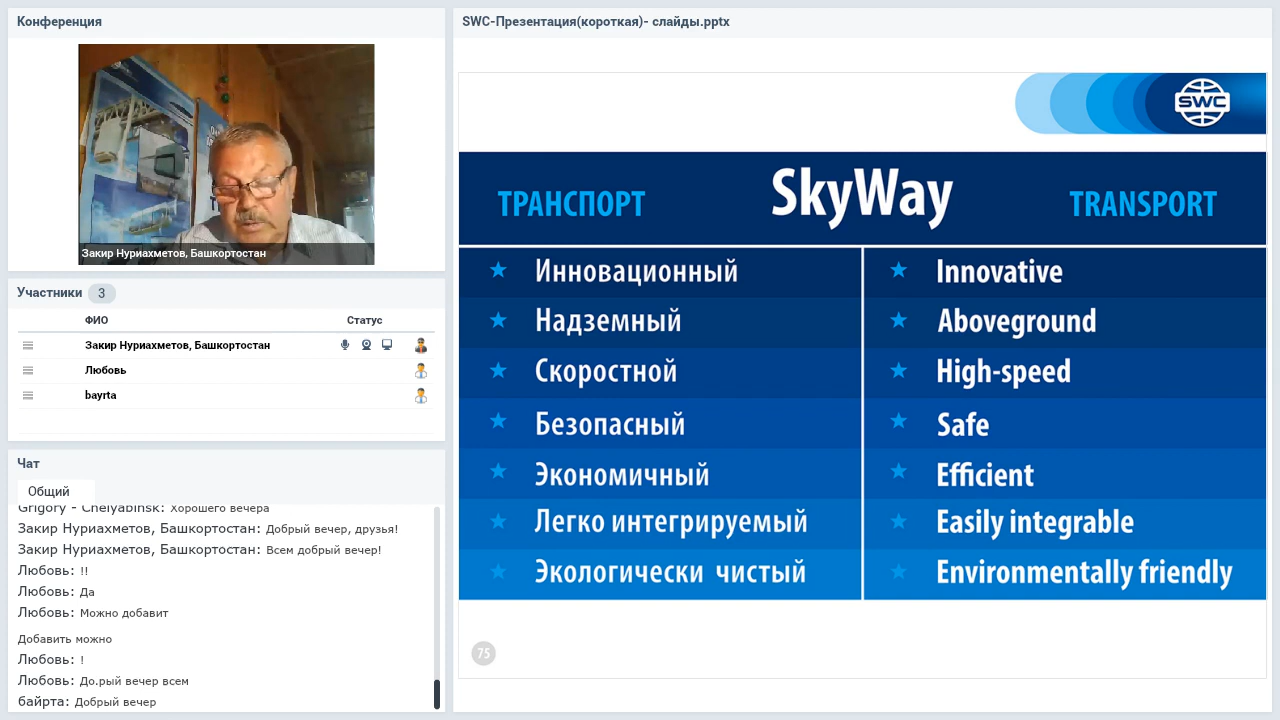 Конференция
Закир Нуриахметов, Башкортостан
Участники 3
ФИО Статус
Закир Нуриахметов, Башкортостан
Любовь
bayrta
Чат
Общий
Grigory - Chelyabinsk: Хорошего вечера
Закир Нуриахметов, Башкортостан: Добрый вечер, друзья!
Закир Нуриахметов, Башкортостан: Всем добрый вечер!
Любовь: !!
Любовь: Да
Любовь: Можно добавит
Добавить можно
Любовь: !
Любовь: До.рый вечер всем
байрта: Добрый вечер
SWC-Презентация(короткая)- слайды.pptx
SWC
ТРАНСПОРТ SkyWay TRANSPORT
Инновационный Innovative
Надземный Aboveground
Скоростной High-speed
Безопасный Safe
Экономичный Efficient
Легко интегрируемый Easily integrable
Экологически чистый Environmentally friendly
75